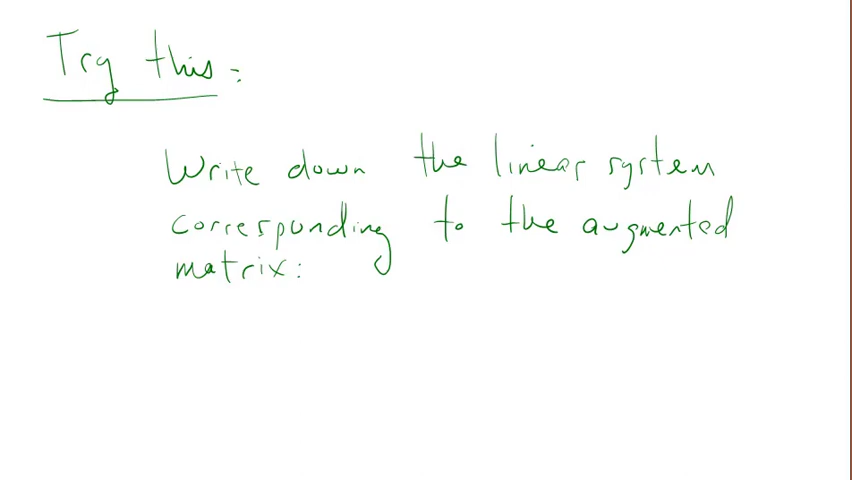 Try this:
Write down the linear system
corresponding to the augmented
matrix: